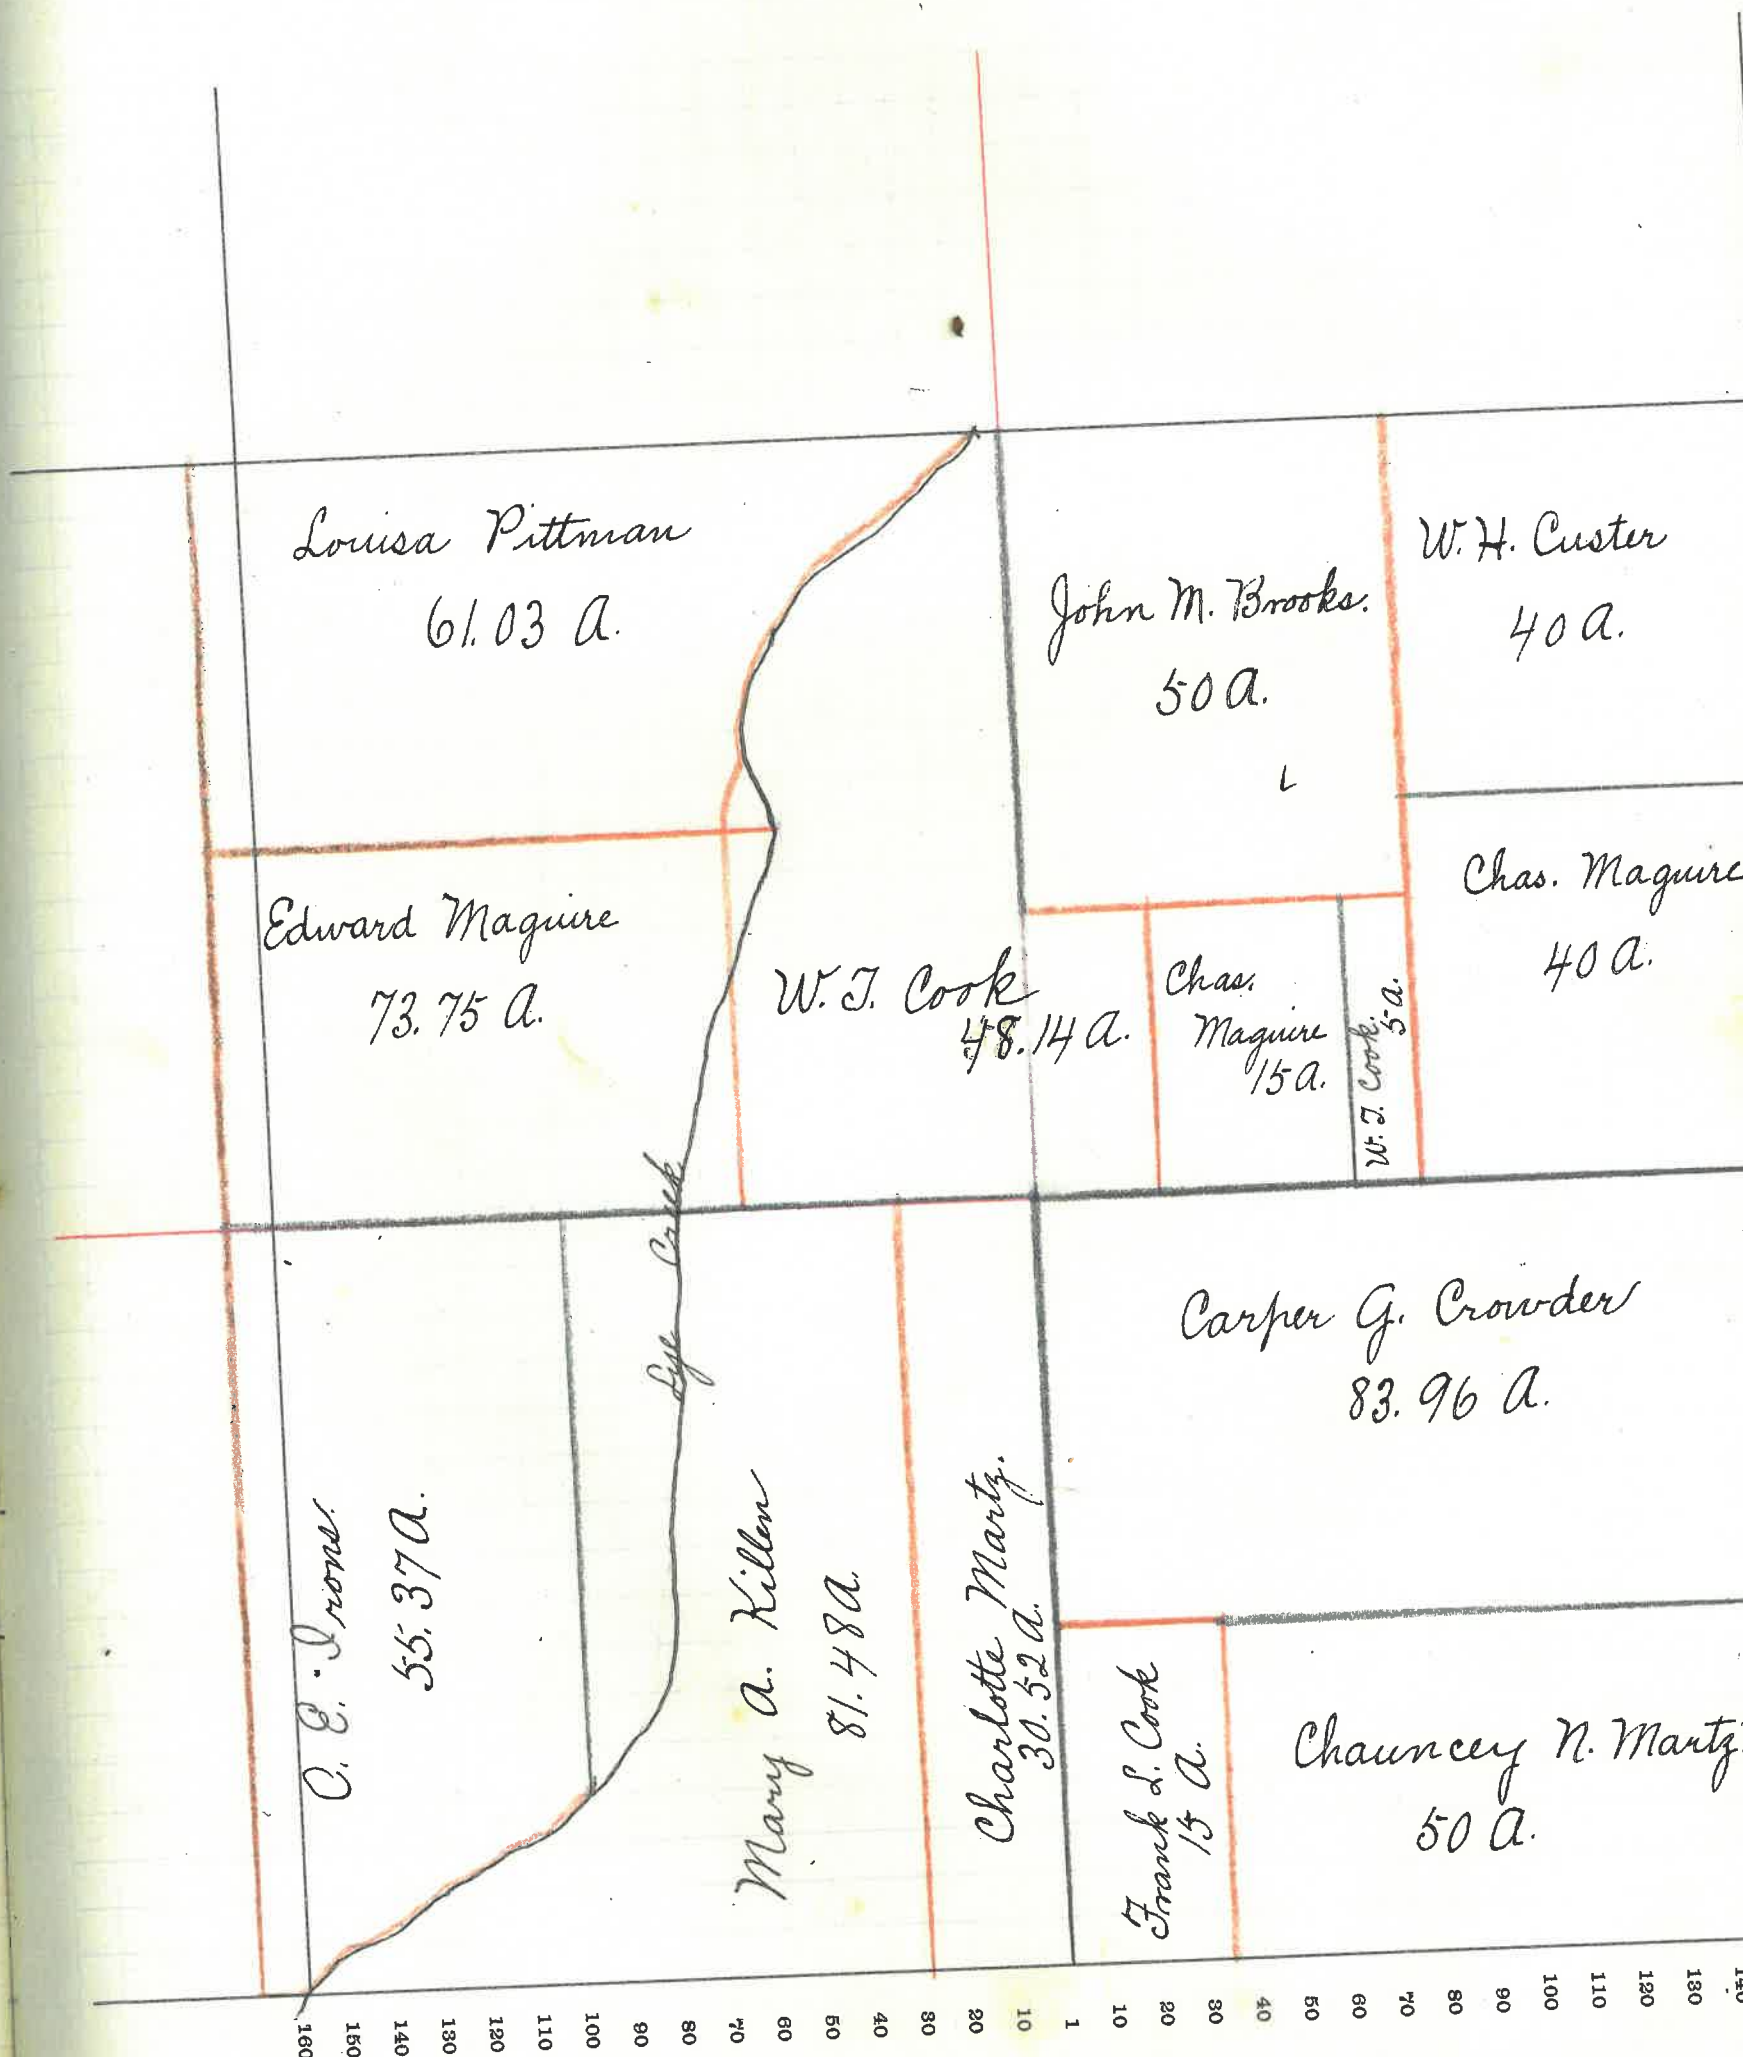 Louisa Pittman
61.03 A.
John M. Brooks.
50 A.
W. H. Custer
40 A.
Edward Maguire
73.75 A.
W. T. Cook
48.14 A.
Chas.
Maguire
15 A.
W. T. Cook.
5 A.
Chas. Maguire
40 A.
Lye Creek
C. E. Irons.
55.37 A.
Mary A. Killen
81.48 A.
Charlotte Martz.
30.52 A.
Carper G. Crowder
83.96 A.
Frank L. Cook
15 A.
Chauncey N. Martz
50 A.
160 150 140 130 120 110 100 90 80 70 60 50 40 30 20 10 1 10 20 30 40 50 60 70 80 90 100 110 120 130 140